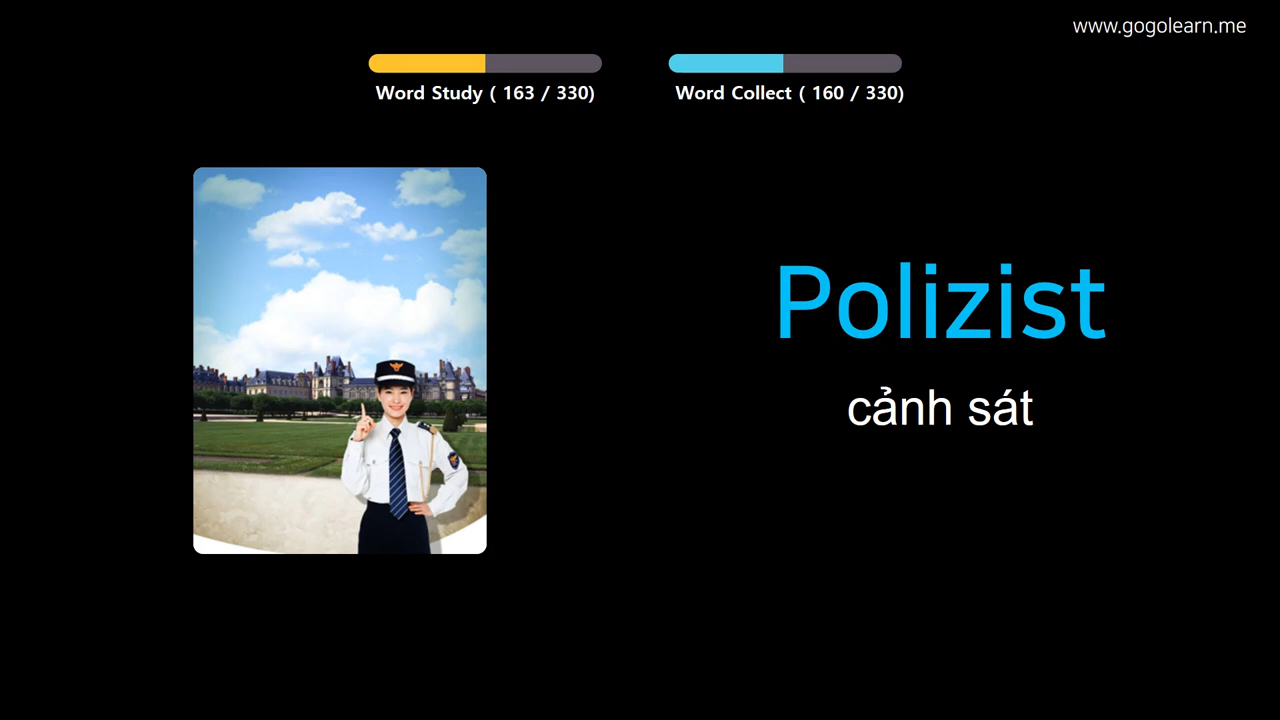 www.gogolearn.me
Word Study ( 163 / 330)
Word Collect ( 160 / 330)
Polizist
cảnh sát